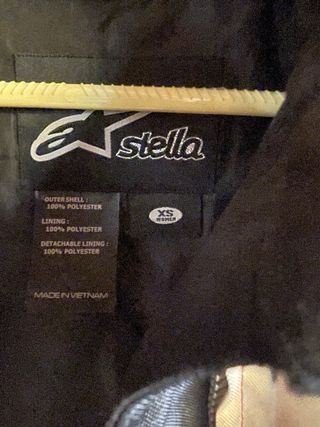 stella
OUTER SHELL :
100% POLYESTER
LINING :
100% POLYESTER
DETACHABLE LINING :
100% POLYESTER
XS
WOMEN
MADE IN VIETNAM